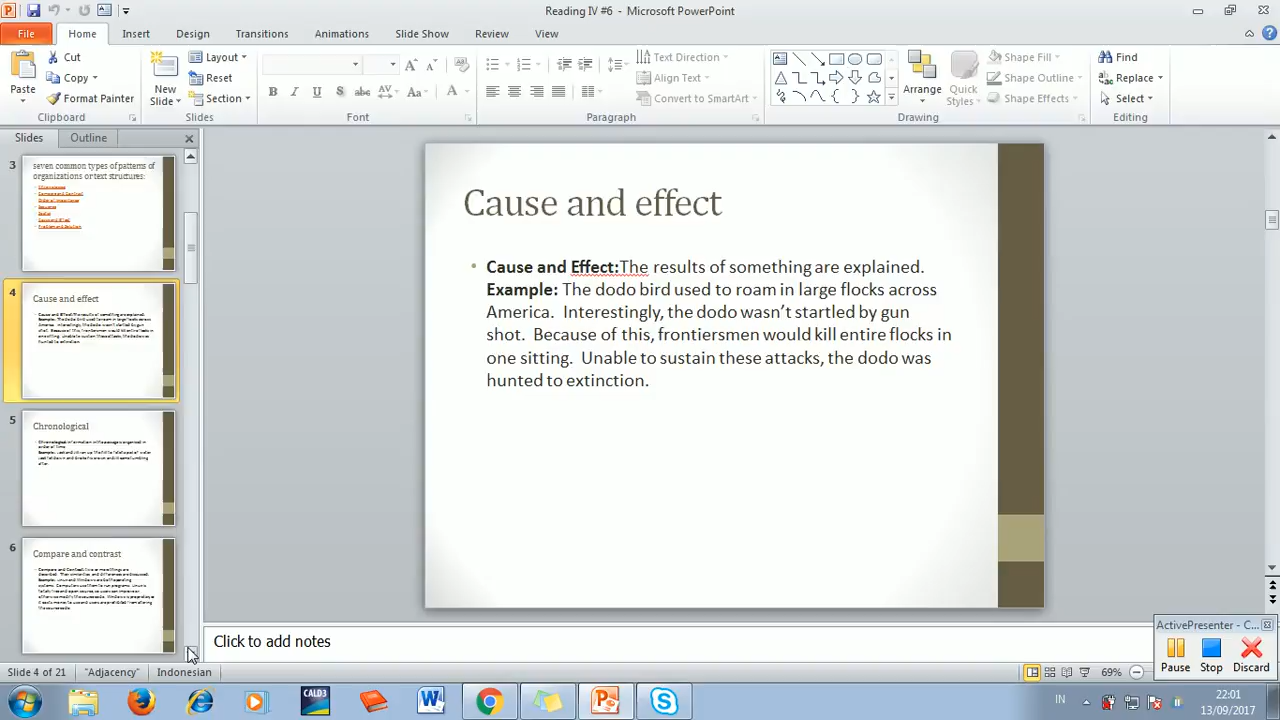 Reading IV #6 - Microsoft PowerPoint
File Home Insert Design Transitions Animations Slide Show Review View
Cut
Copy
Format Painter
Paste
Clipboard
New
Slide
Layout
Reset
Section
Slides
Font
Paragraph
Text Direction
Align Text
Convert to SmartArt
Arrange
Quick
Styles
Shape Fill
Shape Outline
Shape Effects
Drawing
Find
Replace
Select
Editing
Slides Outline
3
seven common types of patterns of
organizations or text structures:
4
Cause and effect
5
Chronological
6
Compare and contrast
Cause and effect
• Cause and Effect:The results of something are explained.
Example: The dodo bird used to roam in large flocks across
America. Interestingly, the dodo wasn't startled by gun
shot. Because of this, frontiersmen would kill entire flocks in
one sitting. Unable to sustain these attacks, the dodo was
hunted to extinction.
Click to add notes
ActivePresenter - C...
Pause Stop Discard
Slide 4 of 21 "Adjacency" Indonesian 69%
CALD3
IN
22:01
13/09/2017